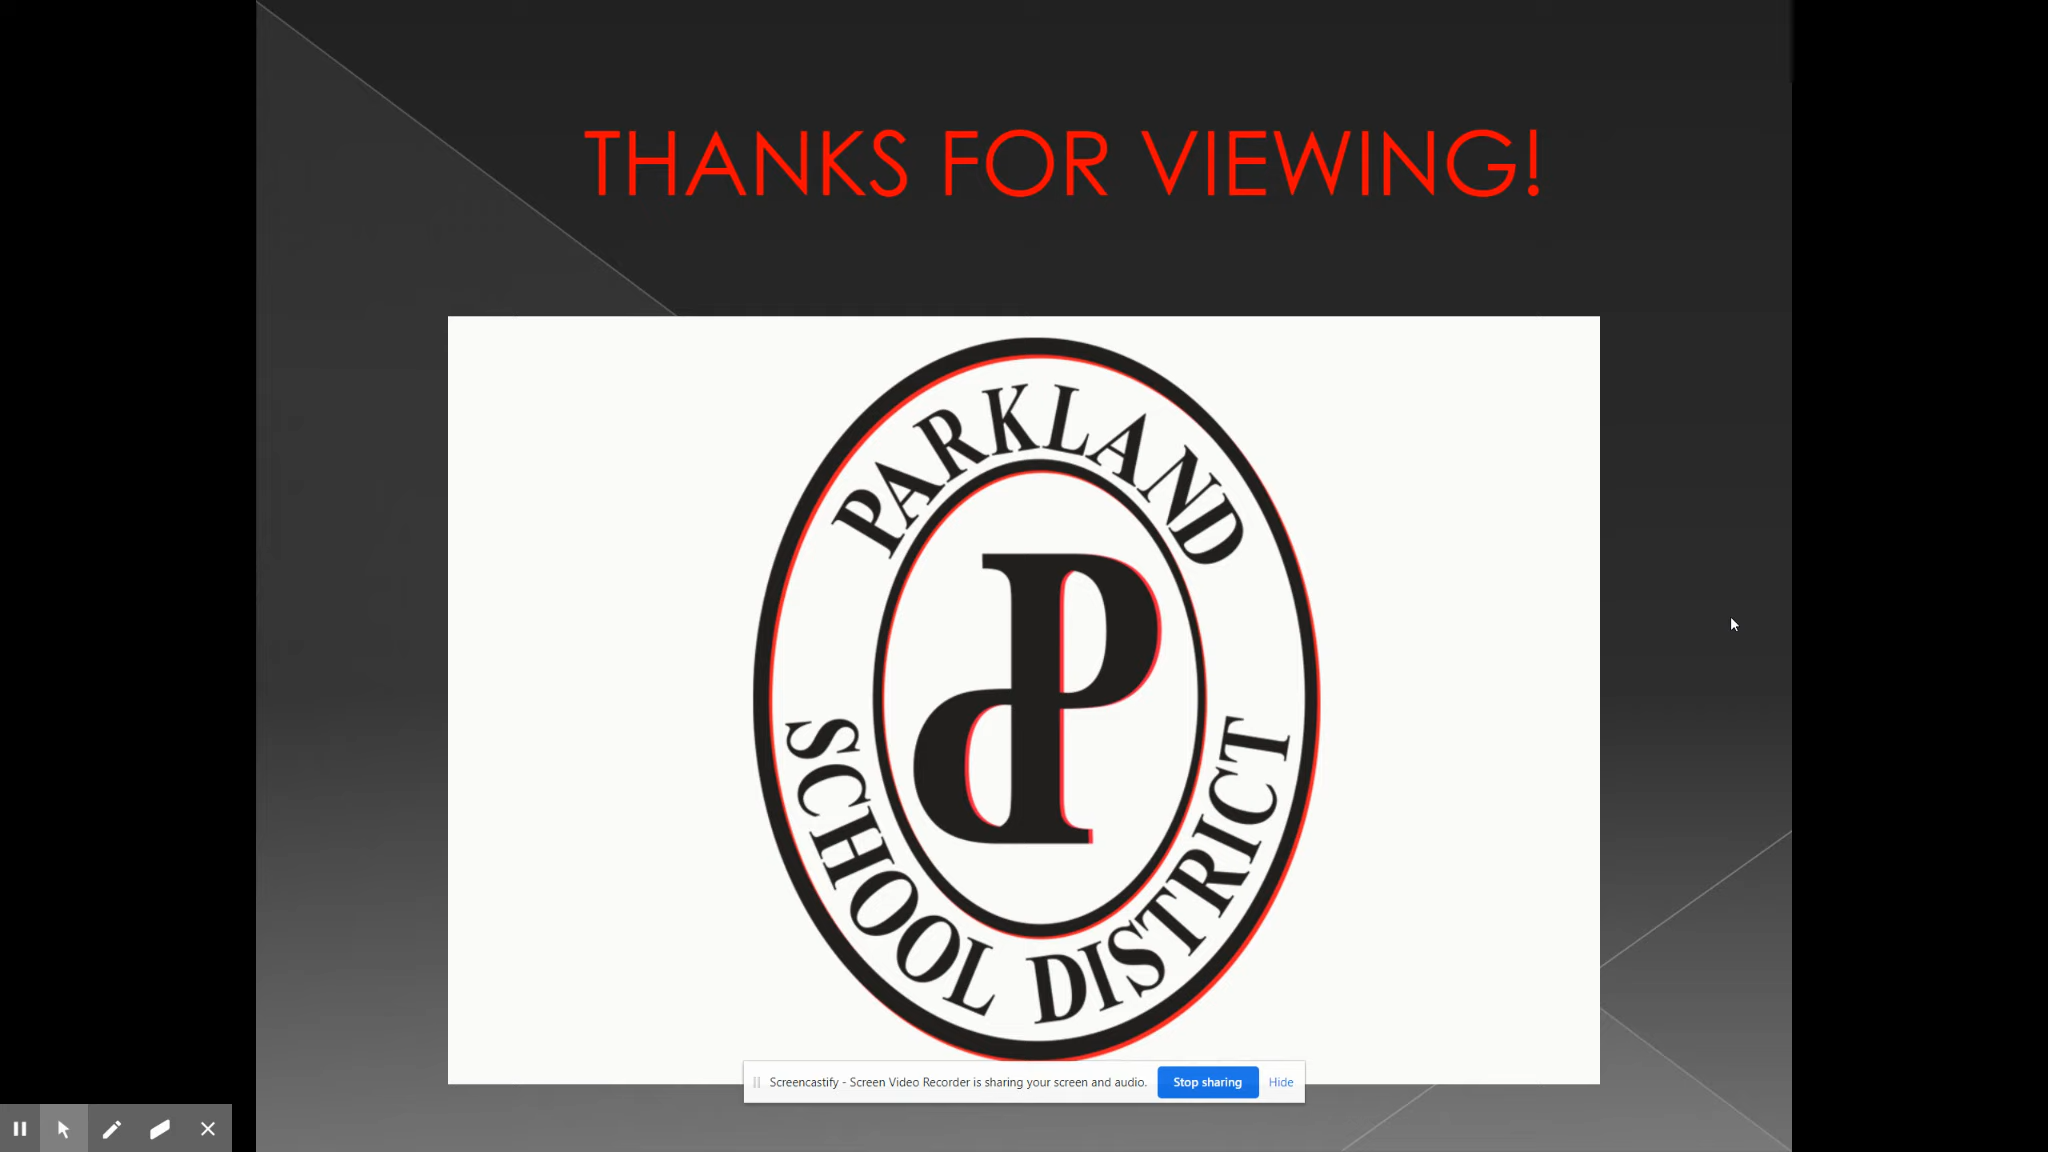 THANKS FOR VIEWING!
PARKLAND
SCHOOL DISTRICT
Screencastify - Screen Video Recorder is sharing your screen and audio. Stop sharing Hide